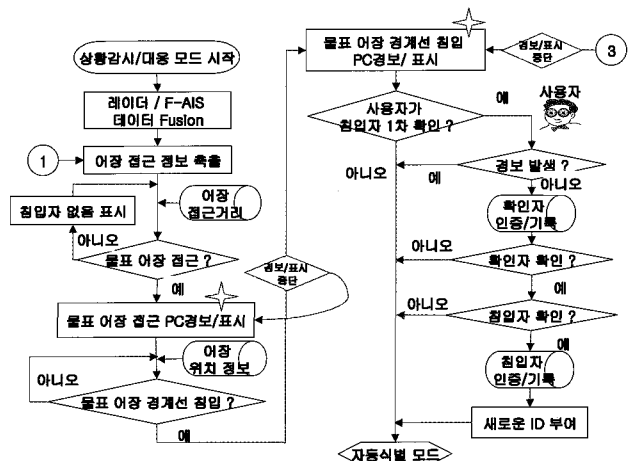 상황감시/대응 모드 시작
레이더 / F-AIS
데이터 Fusion
1
어장 접근 정보 축출
침입자 없음 표시
어장
접근거리
아니오
물표 어장 접근 ?
예
물표 어장 접근 PC경보/표시
어장
위치 정보
아니오
물표 어장 경계선 침입 ?
예
경보/표시
중단
물표 어장 경계선 침입
PC경보/ 표시
경보/표시
중단
3
사용자가
침입자 1차 확인 ?
예
사용자
아니오
예
경보 발생 ?
아니오
확인자
인증/기록
아니오
확인자 확인 ?
예
아니오
침입자 확인 ?
예
침입자
인증/기록
새로운 ID 부여
자동식별 모드